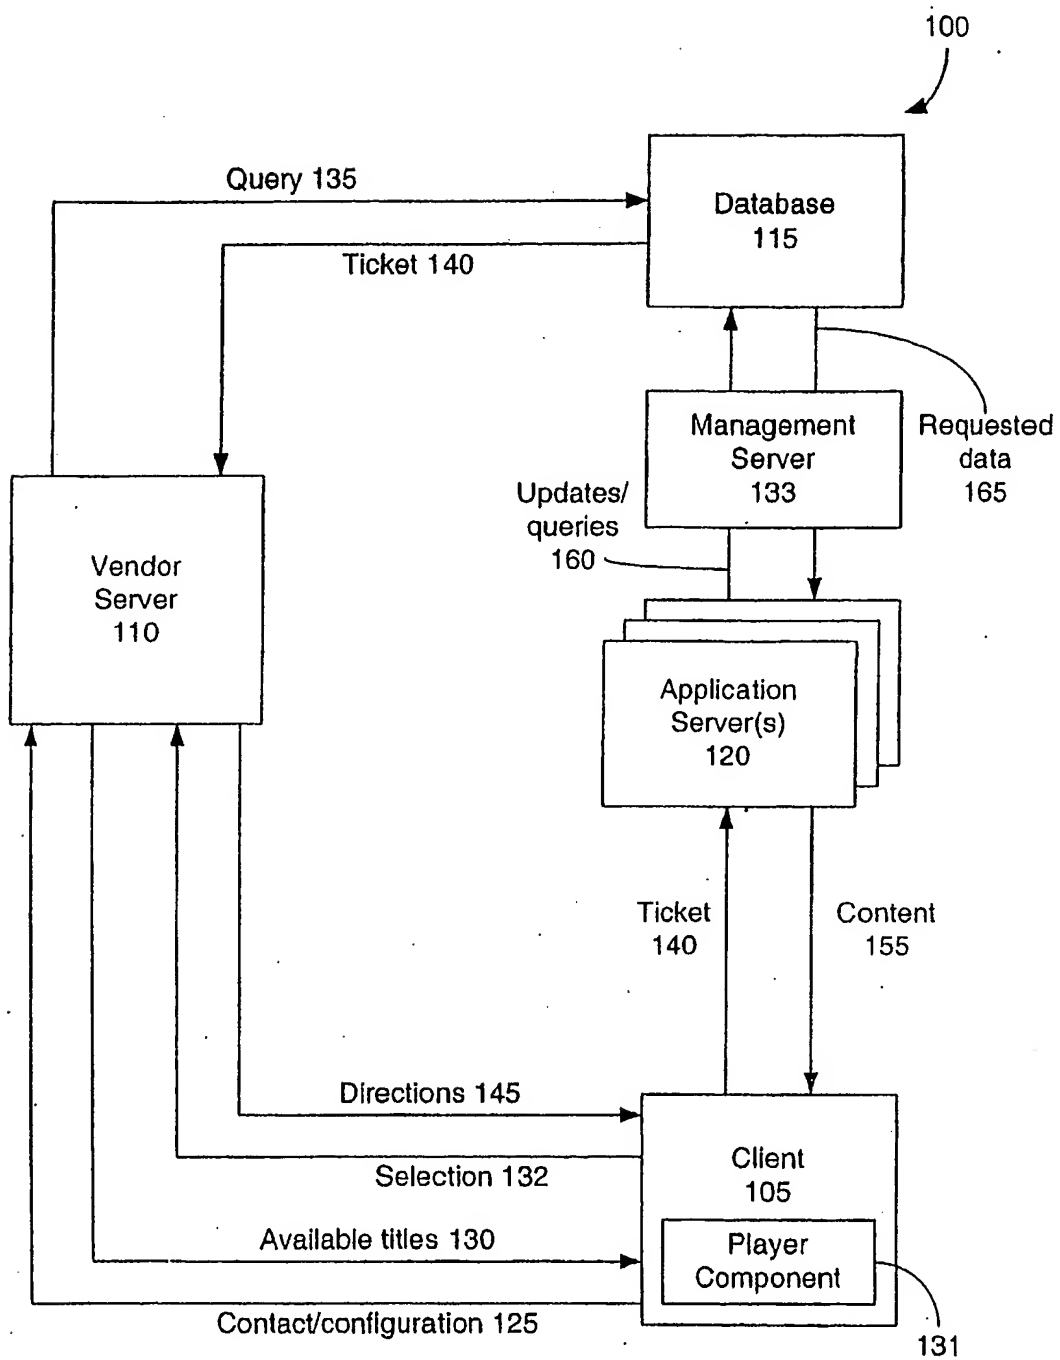 100
Query 135
Database
115
Ticket 140
Management
Server
133
Requested
data
165
Updates/
queries
160
Vendor
Server
110
Application
Server(s)
120
Ticket
140
Content
155
Directions 145
Client
105
Selection 132
Available titles 130
Player
Component
Contact/configuration 125
131